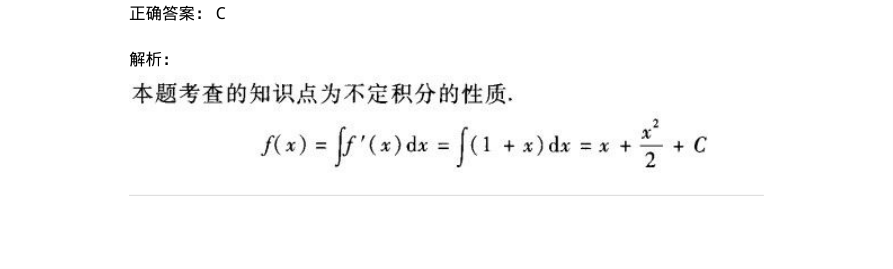 正确答案： C
解析：
本题考查的知识点为不定积分的性质.
f(x) = ∫f '(x)dx = ∫(1 + x)dx = x + x²/2 + C